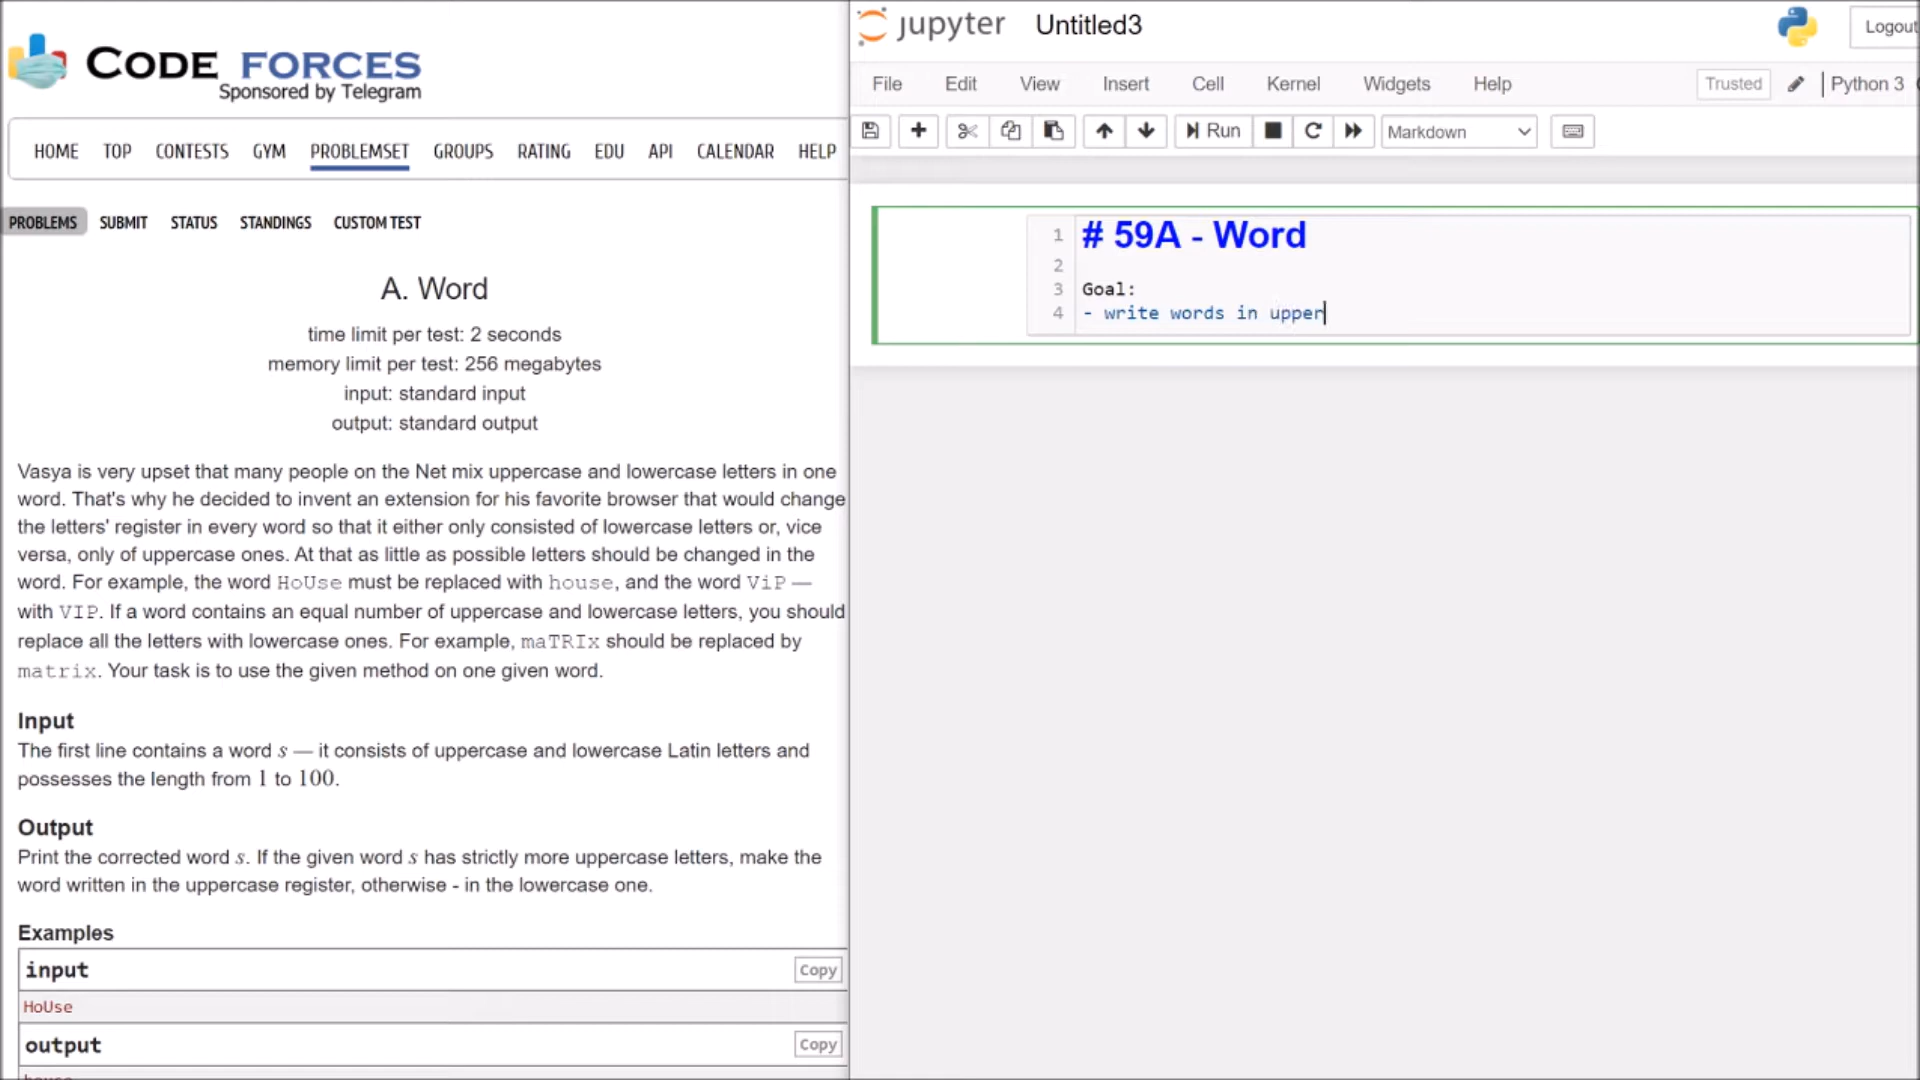 CODE FORCES
Sponsored by Telegram
HOME TOP CONTESTS GYM PROBLEMSET GROUPS RATING EDU API CALENDAR HELP
PROBLEMS SUBMIT STATUS STANDINGS CUSTOM TEST
A. Word
time limit per test: 2 seconds
memory limit per test: 256 megabytes
input: standard input
output: standard output
Vasya is very upset that many people on the Net mix uppercase and lowercase letters in one
word. That's why he decided to invent an extension for his favorite browser that would change
the letters' register in every word so that it either only consisted of lowercase letters or, vice
versa, only of uppercase ones. At that as little as possible letters should be changed in the
word. For example, the word HoUse must be replaced with house, and the word ViP —
with VIP. If a word contains an equal number of uppercase and lowercase letters, you should
replace all the letters with lowercase ones. For example, maTRIx should be replaced by
matrix. Your task is to use the given method on one given word.
Input
The first line contains a word s — it consists of uppercase and lowercase Latin letters and
possesses the length from 1 to 100.
Output
Print the corrected word s. If the given word s has strictly more uppercase letters, make the
word written in the uppercase register, otherwise - in the lowercase one.
Examples
input Copy
HoUse
output Copy
jupyter Untitled3
Logout
File Edit View Insert Cell Kernel Widgets Help Trusted Python 3
Run Markdown
1 # 59A - Word
2
3 Goal:
4 - write words in upper